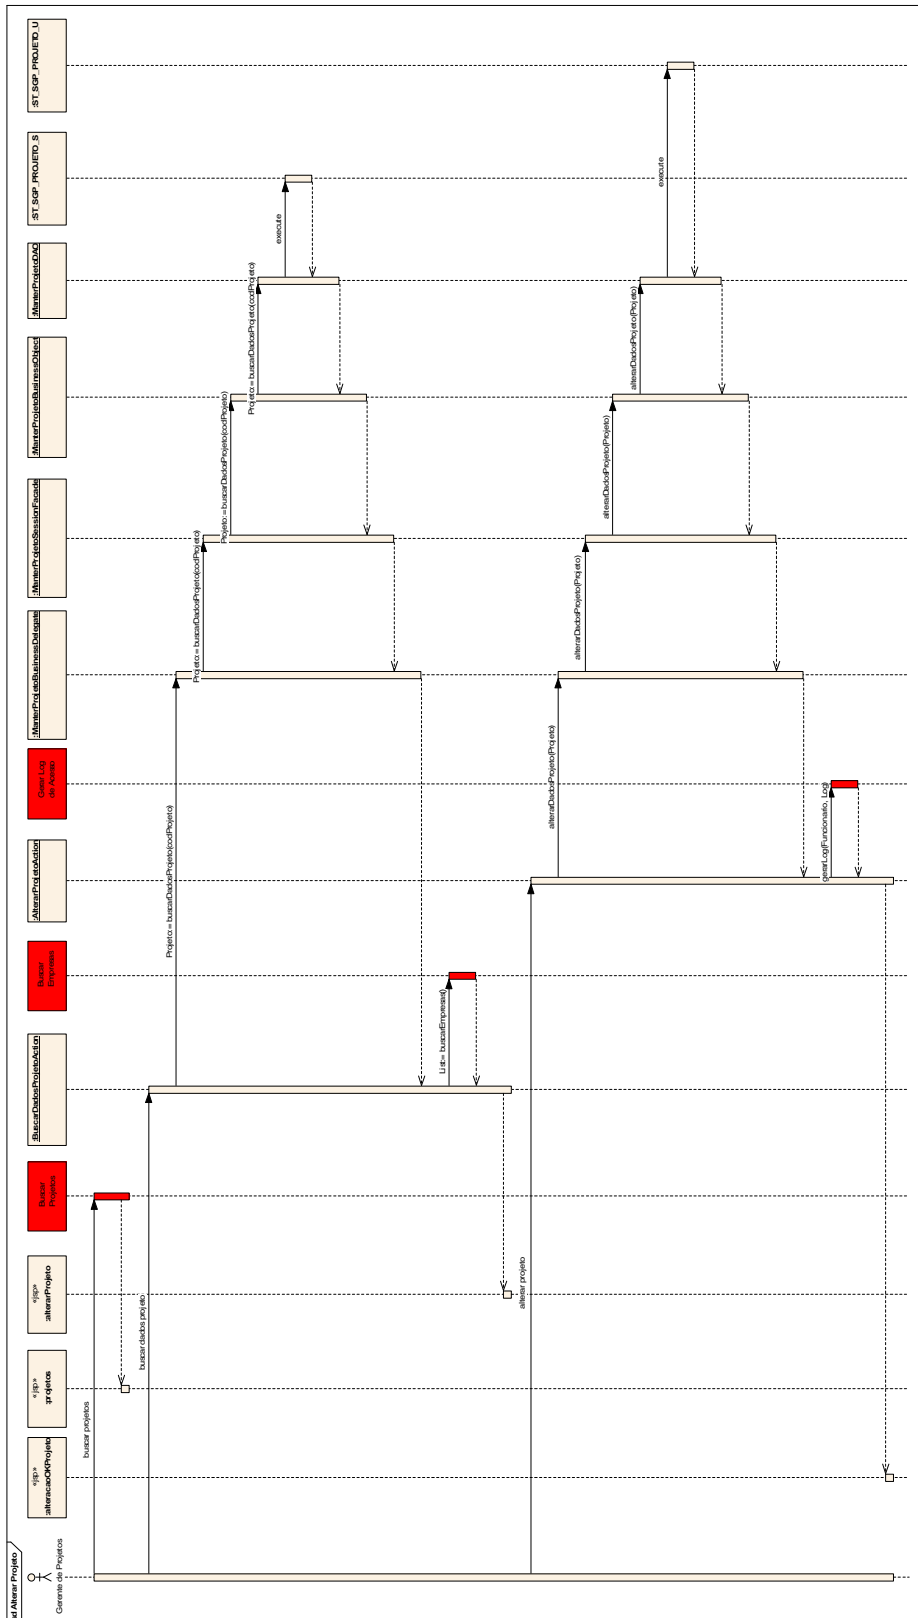 sd Alterar Projeto
Gerente de Projetos
«jsp»
:alteracaoOKProjeto
«jsp»
:projetos
«jsp»
:alterarProjeto
Buscar
Projetos
:BuscarDadosProjetoAction
Buscar
Empresas
:AlterarProjetoAction
Gerar Log
de Acesso
:ManterProjetoBusinessDelegate
:ManterProjetoSessionFacade
:ManterProjetoBusinessObject
:ManterProjetoDAO
:ST_SGP_PROJETO_S
:ST_SGP_PROJETO_U
buscar projetos
buscar dados projeto
Projeto:= buscarDadosProjeto(codProjeto)
Projeto:= buscarDadosProjeto(codProjeto)
Projeto:= buscarDadosProjeto(codProjeto)
Projeto:= buscarDadosProjeto(codProjeto)
execute
List:= buscarEmpresas()
alterar projeto
alterarDadosProjeto(Projeto)
alterarDadosProjeto(Projeto)
alterarDadosProjeto(Projeto)
alterarDadosProjeto(Projeto)
execute
gerarLog(Funcionario, Log)